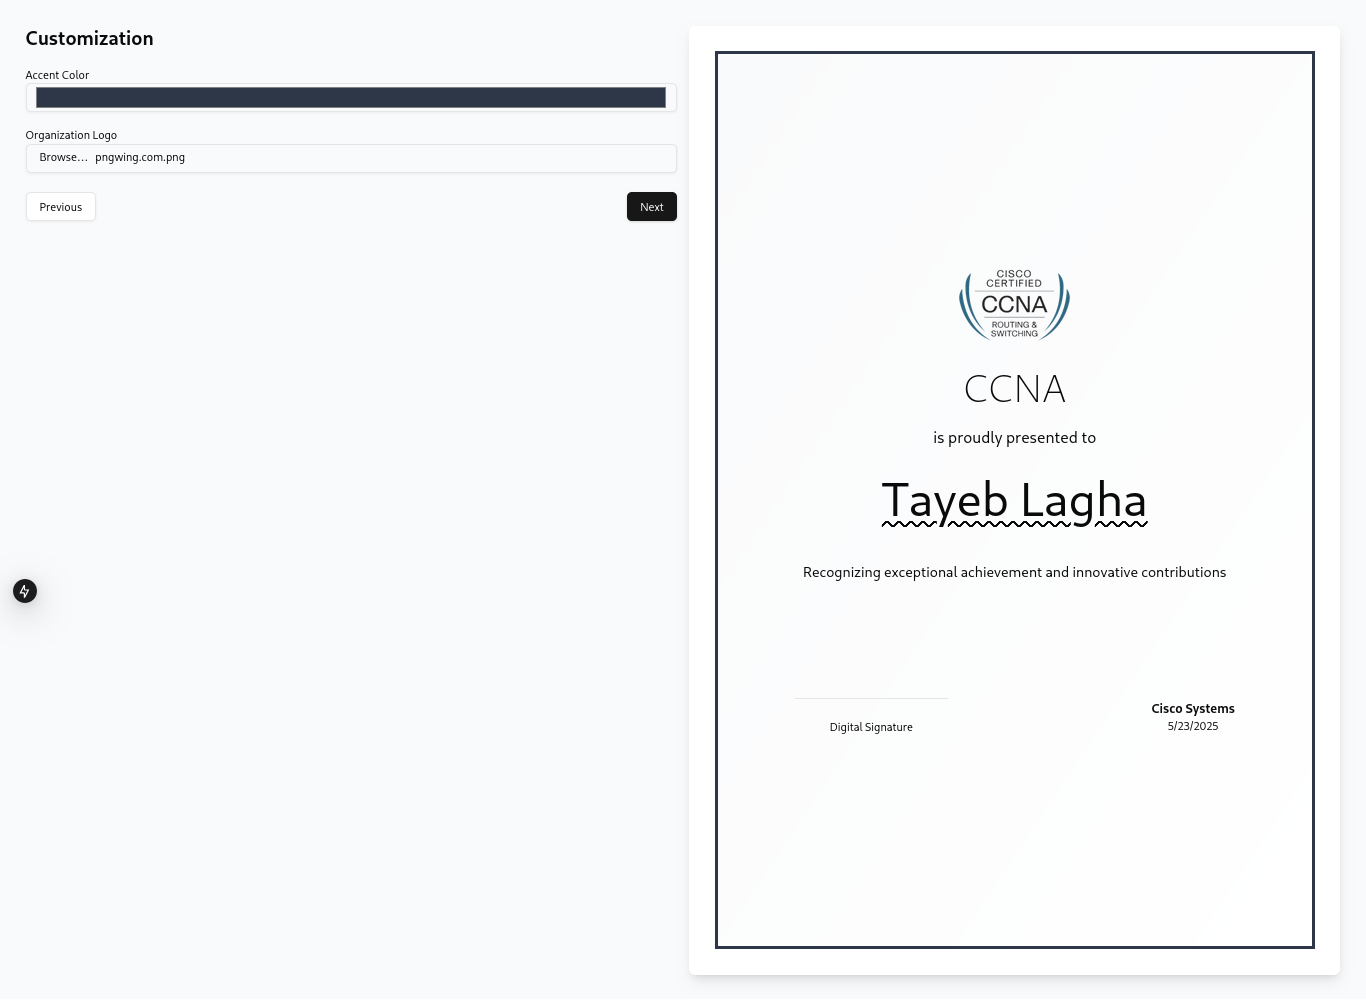 Customization
Accent Color
Organization Logo
Browse... pngwing.com.png
Previous
Next
CISCO
CERTIFIED
CCNA
ROUTING &
SWITCHING
CCNA
is proudly presented to
Tayeb Lagha
Recognizing exceptional achievement and innovative contributions
Digital Signature
Cisco Systems
5/23/2025